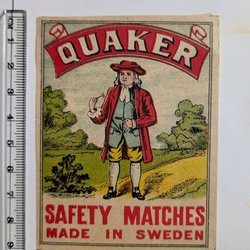 QUAKER
SAFETY MATCHES
MADE IN SWEDEN